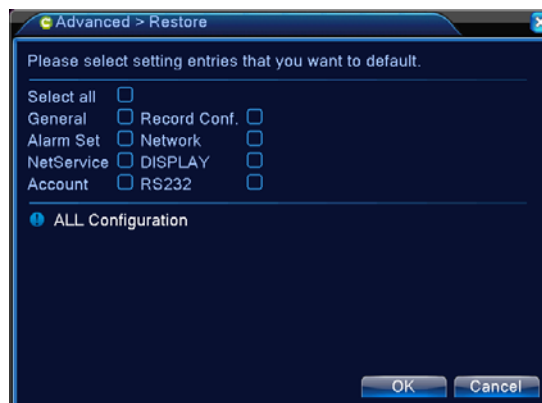 Advanced > Restore
Please select setting entries that you want to default.
Select all
General Record Conf.
Alarm Set Network
NetService DISPLAY
Account RS232
ALL Configuration
OK Cancel